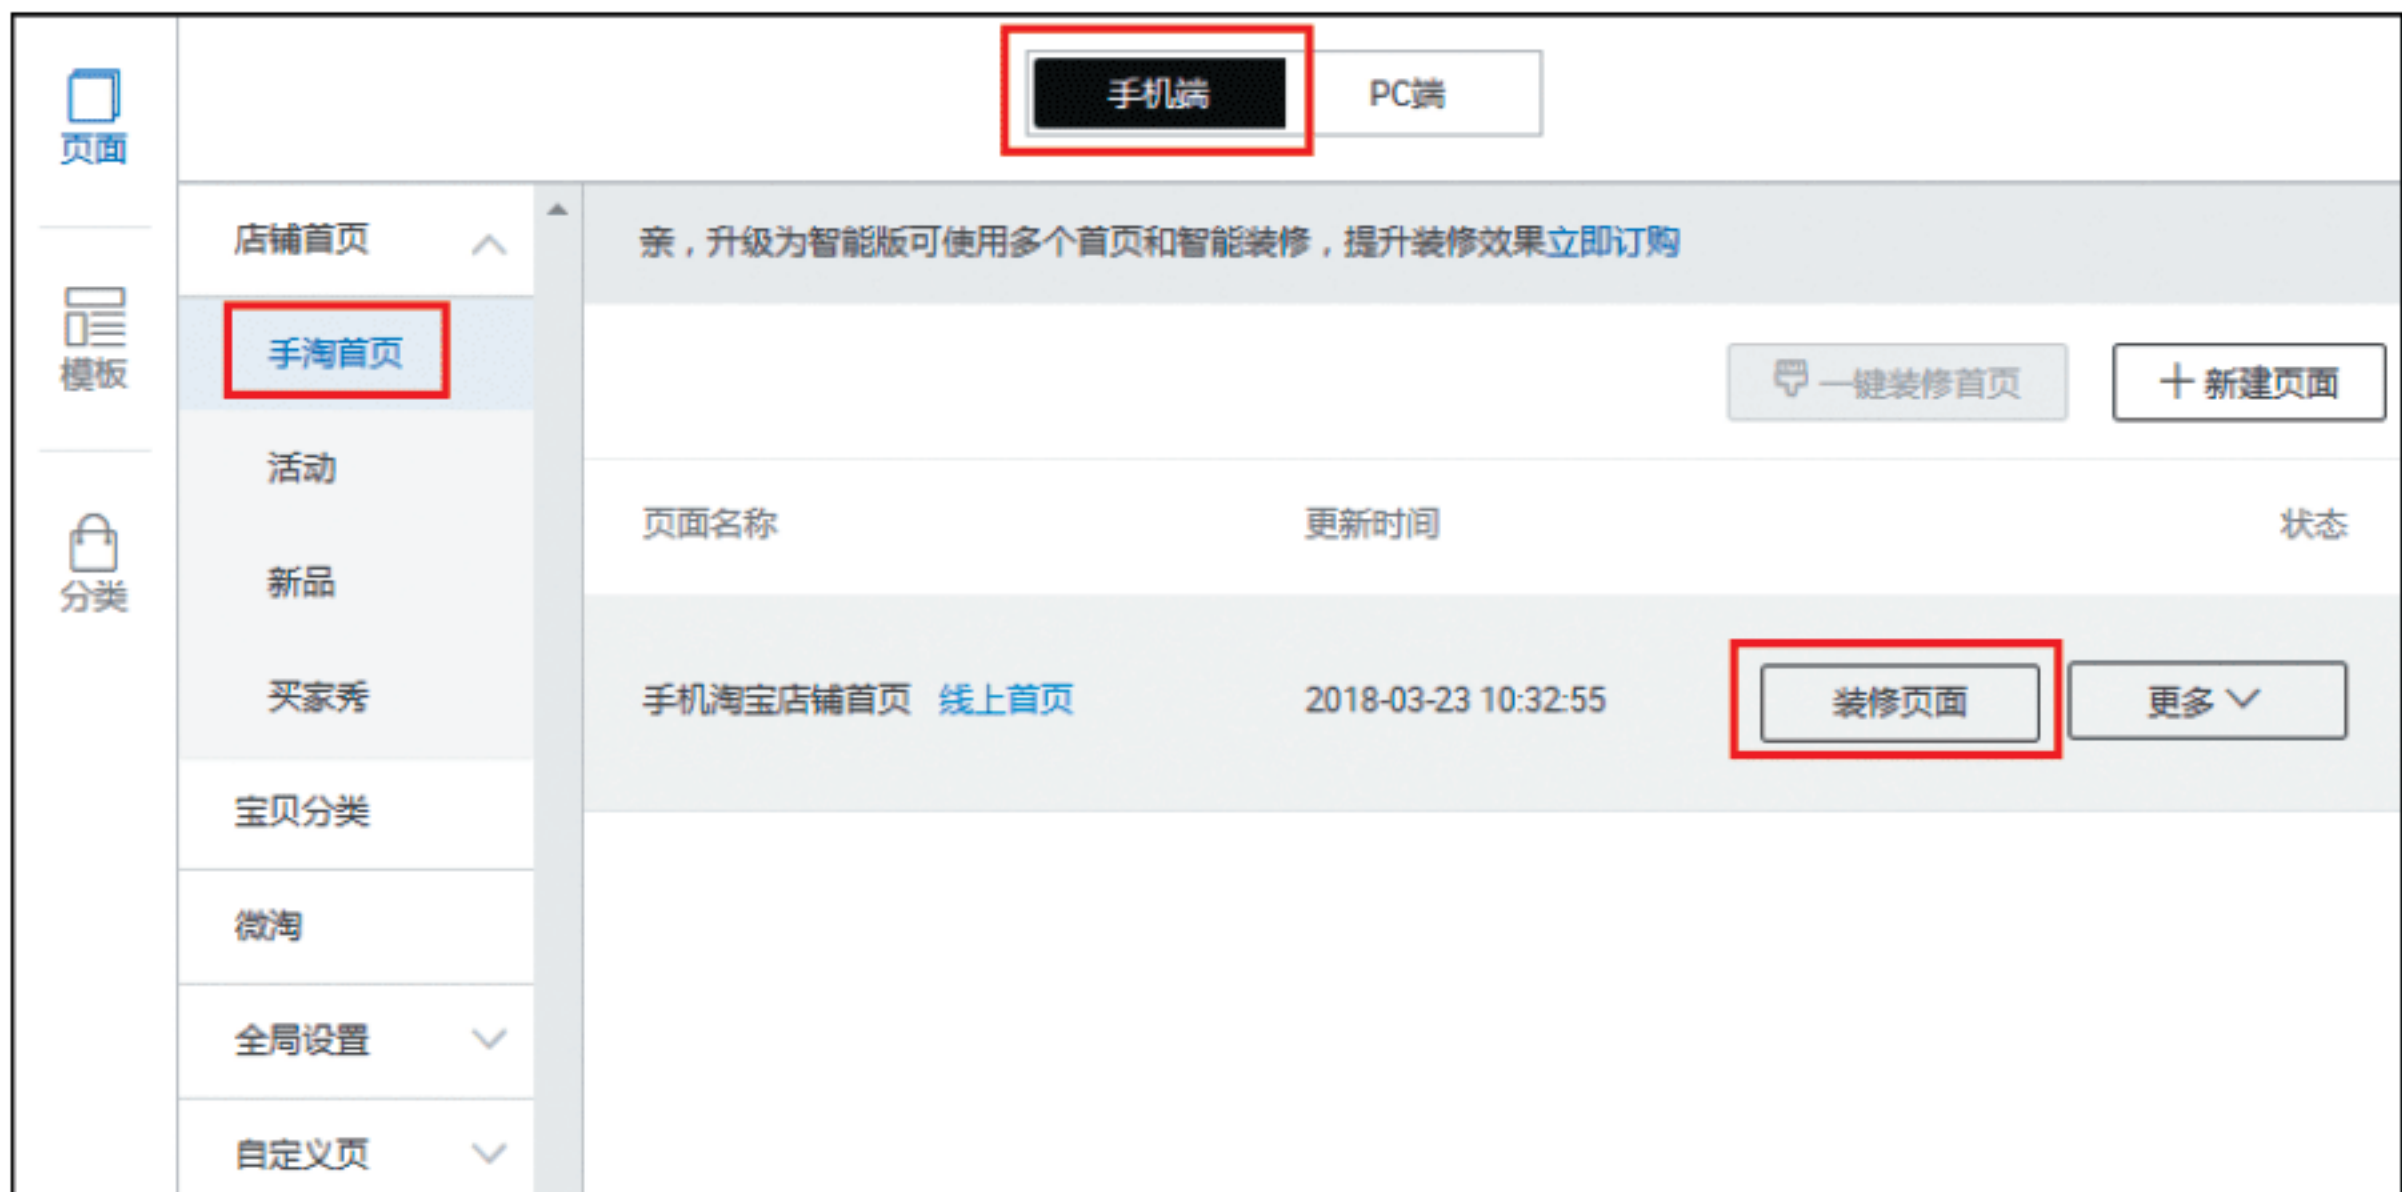 手机端 PC端
页面
模板
分类
店铺首页
手淘首页
活动
新品
买家秀
宝贝分类
微淘
全局设置
自定义页
亲，升级为智能版可使用多个首页和智能装修，提升装修效果立即订购
一键装修首页 +新建页面
页面名称 更新时间 状态
手机淘宝店铺首页 线上首页 2018-03-23 10:32:55 装修页面 更多